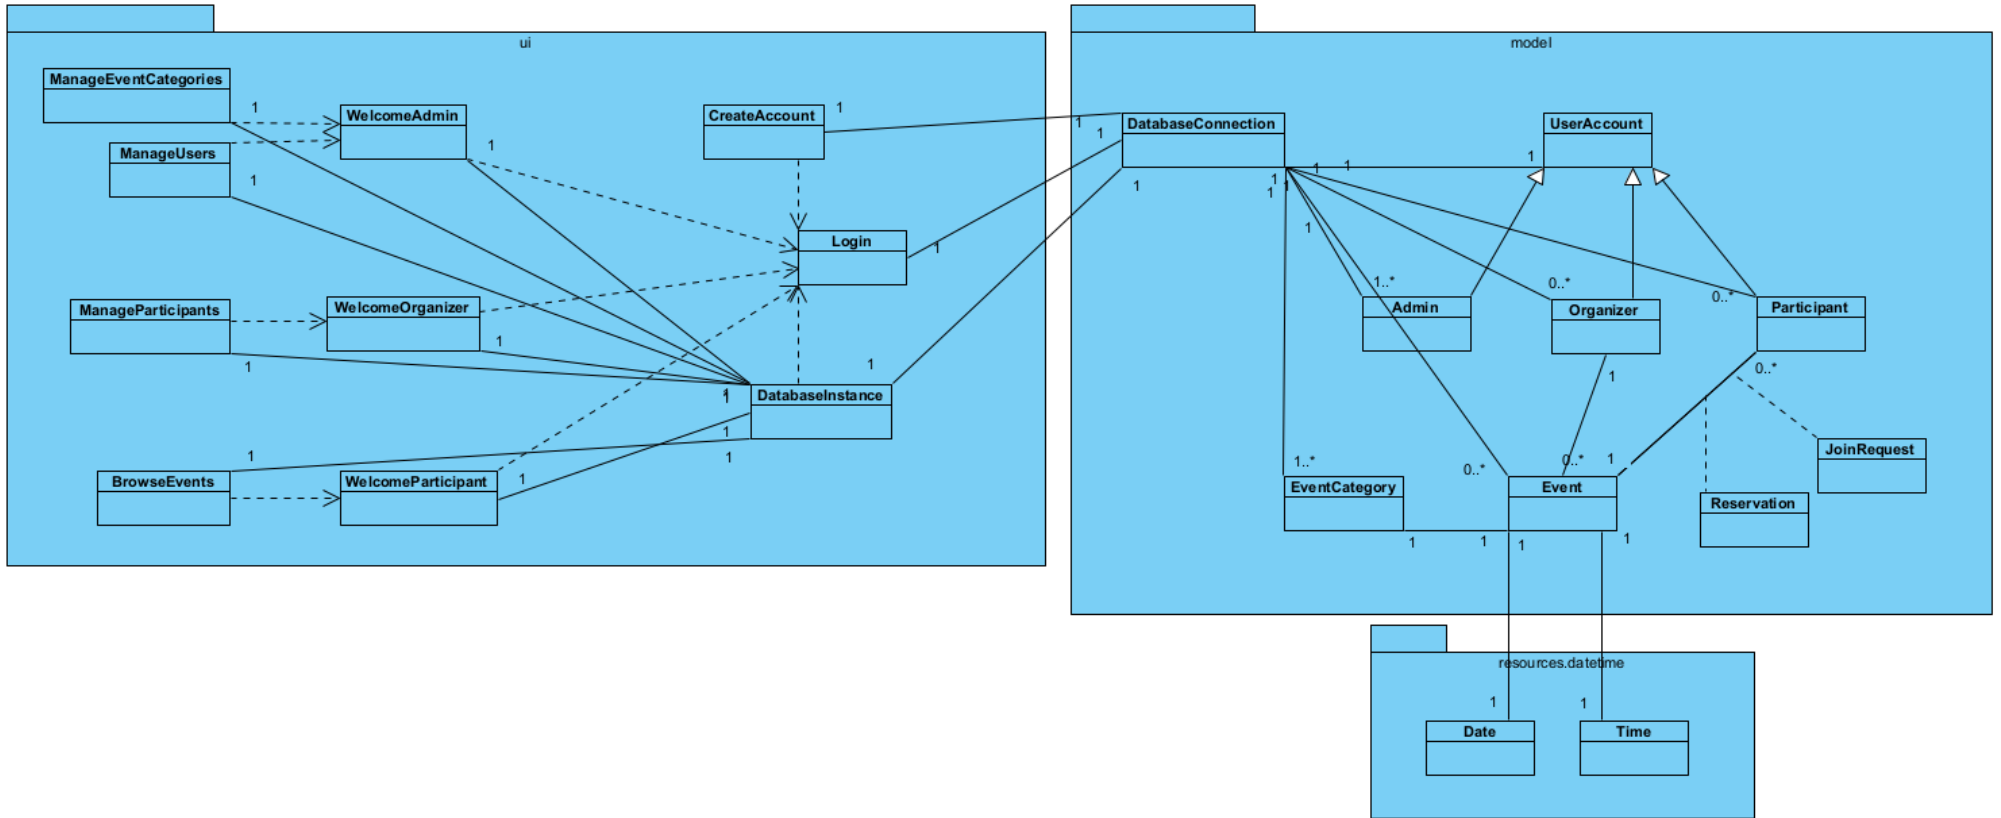 ui
ManageEventCategories
1
WelcomeAdmin
1
ManageUsers
1
CreateAccount
1
Login
1
ManageParticipants
1
WelcomeOrganizer
1
DatabaseInstance
1
1
1
1
1
BrowseEvents
1
WelcomeParticipant
1
model
1
1
1
DatabaseConnection
UserAccount
1
1
1
1
1
1
1
1..*
0..*
0..*
Admin
Organizer
Participant
1
0..*
1..*
0..*
0..*
1
EventCategory
Event
JoinRequest
Reservation
1
1
1
1
resources.datetime
1
1
Date
Time